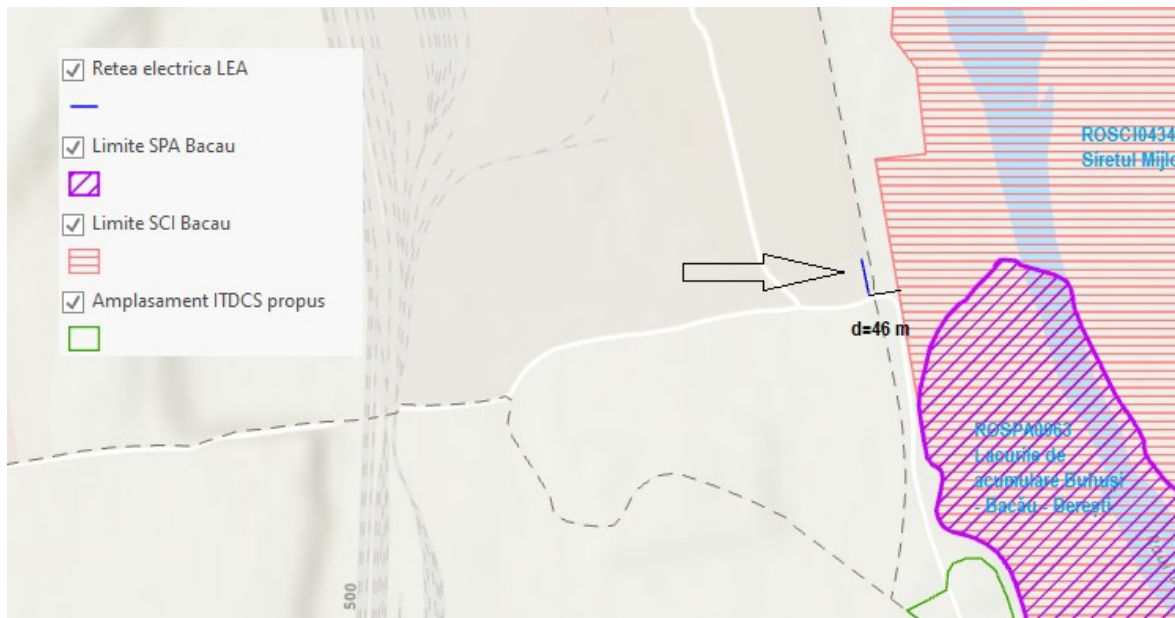 Retea electrica LEA
Limite SPA Bacau
Limite SCI Bacau
Amplasament ITDCS propus
ROSCI0434
Siretul Mijlo
d=46 m
ROSPA0063
Lacurile de
acumulare Buhuși
- Bacău - Berești
500